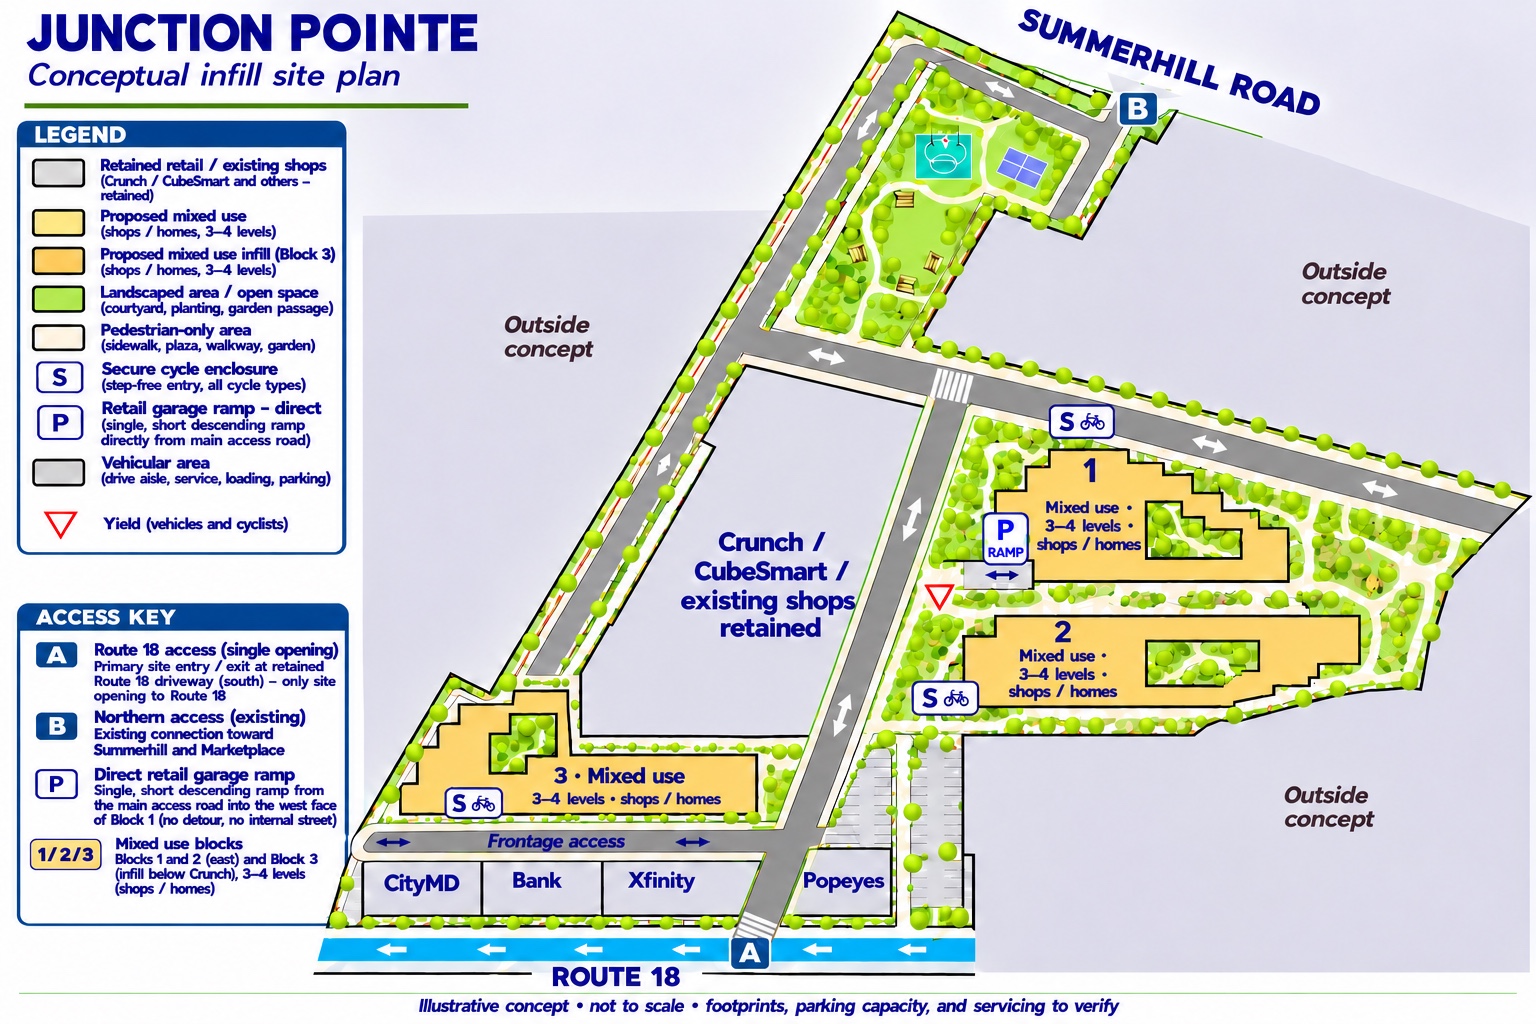 JUNCTION POINTE
Conceptual infill site plan
LEGEND
Retained retail / existing shops
(Crunch / CubeSmart and others –
retained)
Proposed mixed use
(shops / homes, 3–4 levels)
Proposed mixed use infill (Block 3)
(shops / homes, 3–4 levels)
Landscaped area / open space
(courtyard, planting, garden passage)
Pedestrian-only area
(sidewalk, plaza, walkway, garden)
S
Secure cycle enclosure
(step-free entry, all cycle types)
P
Retail garage ramp – direct
(single, short descending ramp
directly from main access road)
Vehicular area
(drive aisle, service, loading, parking)
Yield (vehicles and cyclists)
ACCESS KEY
A
Route 18 access (single opening)
Primary site entry / exit at retained
Route 18 driveway (south) – only site
opening to Route 18
B
Northern access (existing)
Existing connection toward
Summerhill and Marketplace
P
Direct retail garage ramp
Single, short descending ramp from
the main access road into the west face
of Block 1 (no detour, no internal street)
1/2/3
Mixed use blocks
Blocks 1 and 2 (east) and Block 3
(infill below Crunch), 3–4 levels
(shops / homes)
SUMMERHILL ROAD
B
Outside
concept
Outside
concept
S
1
Mixed use •
3–4 levels •
shops / homes
P
RAMP
Crunch /
CubeSmart /
existing shops
retained
2
Mixed use •
3–4 levels •
shops / homes
S
3 • Mixed use
3–4 levels • shops / homes
S
Outside
concept
Frontage access
CityMD
Bank
Xfinity
Popeyes
A
ROUTE 18
Illustrative concept • not to scale • footprints, parking capacity, and servicing to verify